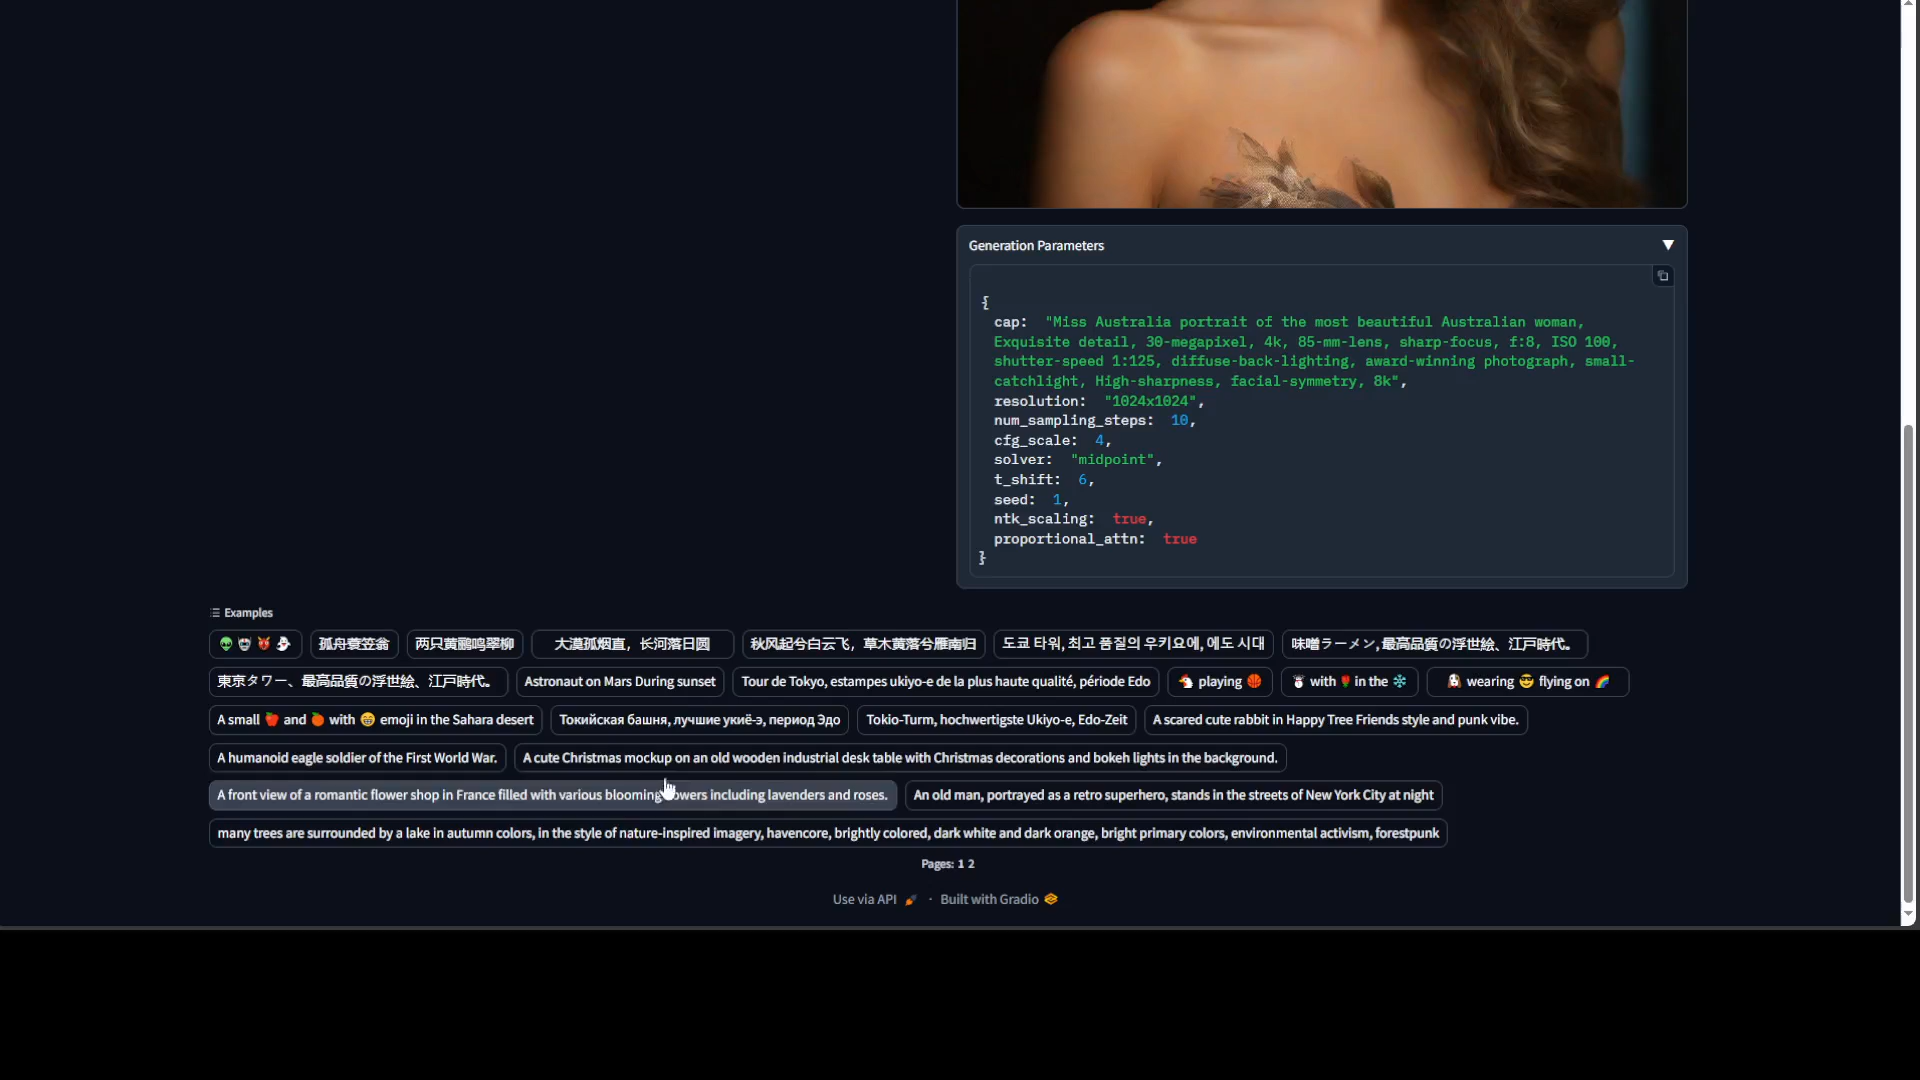 Generation Parameters
▼
{
cap: "Miss Australia portrait of the most beautiful Australian woman,
Exquisite detail, 30-megapixel, 4k, 85-mm-lens, sharp-focus, f:8, ISO 100,
shutter-speed 1:125, diffuse-back-lighting, award-winning photograph, small-
catchlight, High-sharpness, facial-symmetry, 8k",
resolution: "1024x1024",
num_sampling_steps: 10,
cfg_scale: 4,
solver: "midpoint",
t_shift: 6,
seed: 1,
ntk_scaling: true,
proportional_attn: true
}
Examples
👽 🤖 👹 👻 孤舟蓑笠翁 两只黄鹂鸣翠柳 大漠孤烟直，长河落日圆 秋风起兮白云飞，草木黄落兮雁南归 도쿄 타워, 최고 품질의 우키요에, 에도 시대 味噌ラーメン, 最高品質の浮世絵、江戸時代。
東京タワー、最高品質の浮世絵、江戸時代。 Astronaut on Mars During sunset Tour de Tokyo, estampes ukiyo-e de la plus haute qualité, période Edo 🐔 playing 🏀 ☃️ with 🌹 in the ❄️ 🐶 wearing 😎 flying on 🌈
A small 🍎 and 🍊 with 😁 emoji in the Sahara desert Токийская башня, лучшие укиё-э, период Эдо Tokio-Turm, hochwertigste Ukiyo-e, Edo-Zeit A scared cute rabbit in Happy Tree Friends style and punk vibe.
A humanoid eagle soldier of the First World War. A cute Christmas mockup on an old wooden industrial desk table with Christmas decorations and bokeh lights in the background.
A front view of a romantic flower shop in France filled with various blooming flowers including lavenders and roses. An old man, portrayed as a retro superhero, stands in the streets of New York City at night
many trees are surrounded by a lake in autumn colors, in the style of nature-inspired imagery, havencore, brightly colored, dark white and dark orange, bright primary colors, environmental activism, forestpunk
Pages: 1 2
Use via API 🚀 · Built with Gradio